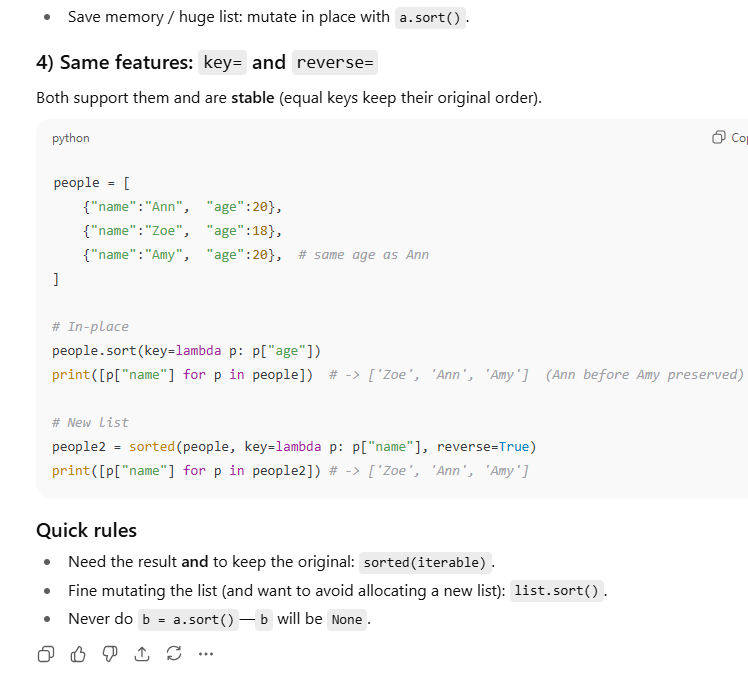 Save memory / huge list: mutate in place with a.sort().
4) Same features: key= and reverse=
Both support them and are stable (equal keys keep their original order).
python
Cop
people = [
    {"name":"Ann",  "age":20},
    {"name":"Zoe",  "age":18},
    {"name":"Amy",  "age":20},  # same age as Ann
]
# In-place
people.sort(key=lambda p: p["age"])
print([p["name"] for p in people])  # -> ['Zoe', 'Ann', 'Amy']  (Ann before Amy preserved)
# New list
people2 = sorted(people, key=lambda p: p["name"], reverse=True)
print([p["name"] for p in people2]) # -> ['Zoe', 'Ann', 'Amy']
Quick rules
Need the result and to keep the original: sorted(iterable).
Fine mutating the list (and want to avoid allocating a new list): list.sort().
Never do b = a.sort()—b will be None.